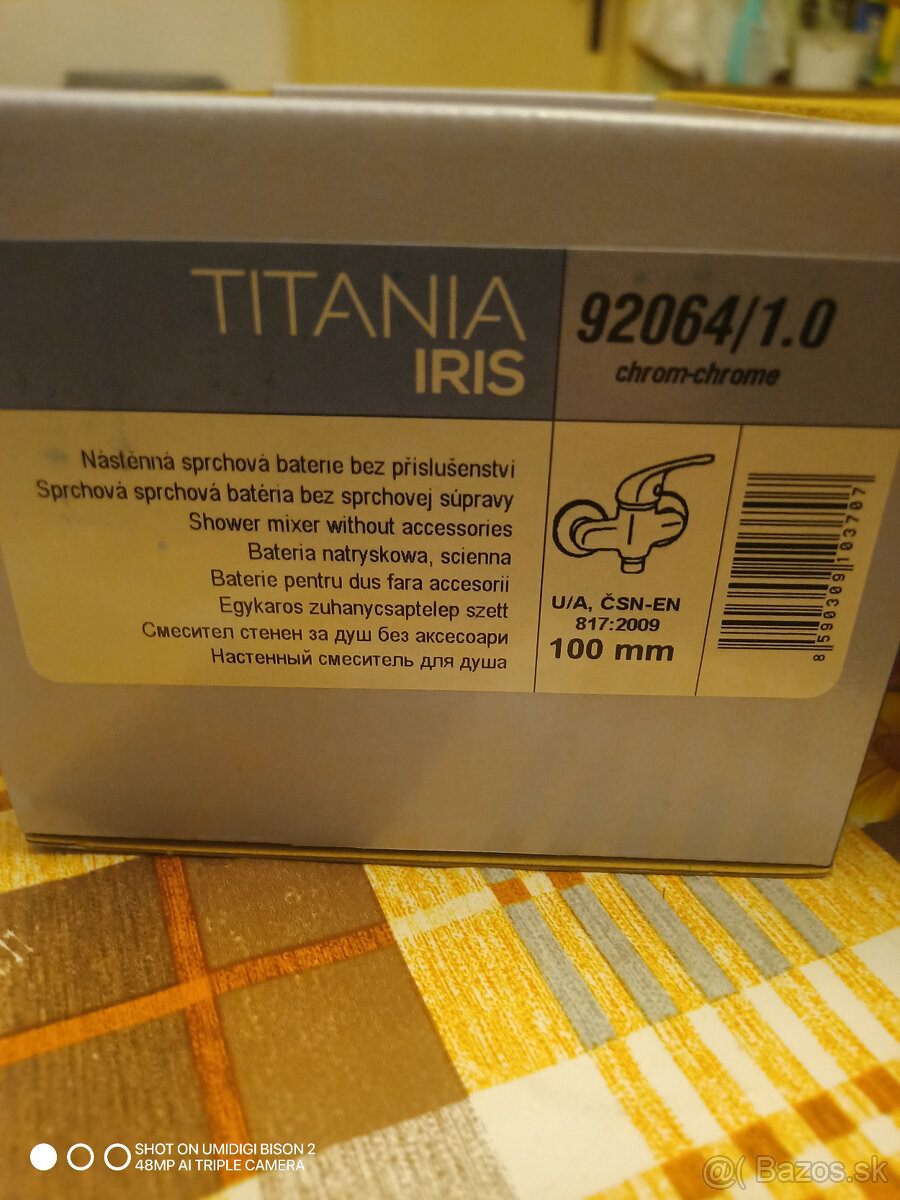 TITANIA
IRIS
92064/1.0
chrom-chrome
Nástěnná sprchová baterie bez příslušenství
Sprchová sprchová batéria bez sprchovej súpravy
Shower mixer without accessories
Bateria natryskowa, scienna
Baterie pentru dus fara accesorii
Egykaros zuhanycsaptelep szett
Смесител стенен за душ без аксесоари
Настенный смеситель для душа
U/A, ČSN-EN
817:2009
100 mm
8 590309 103707
SHOT ON UMIDIGI BISON 2
48MP AI TRIPLE CAMERA
@( Bazos.sk